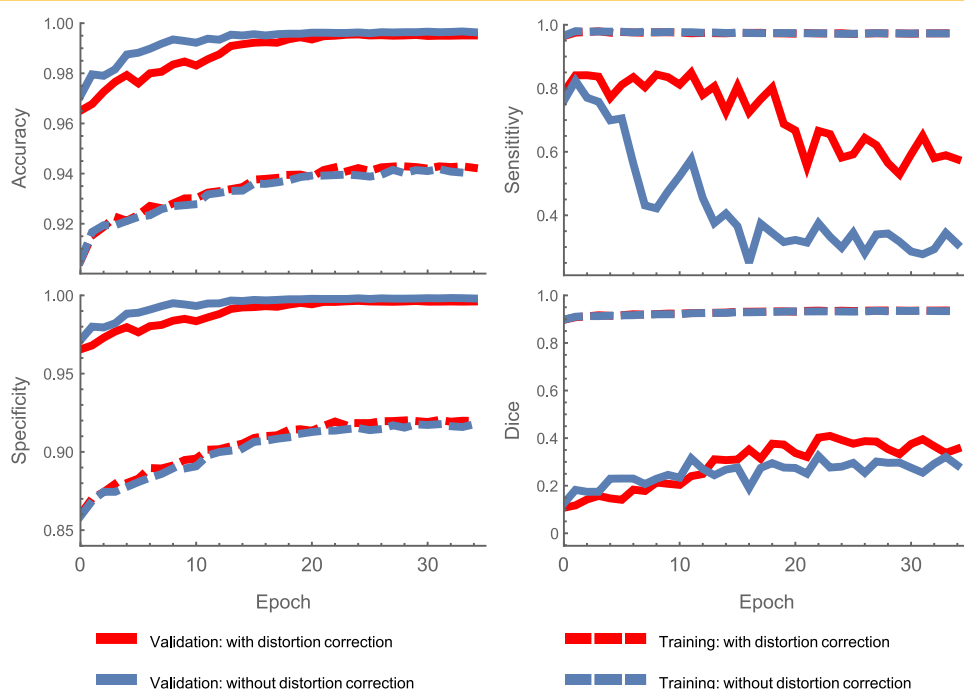 1.00
0.98
0.96
0.94
0.92
Accuracy
1.0
0.8
0.6
0.4
Sensititivy
1.00
0.95
0.90
0.85
Specificity
0
10
20
30
Epoch
1.0
0.8
0.6
0.4
0.2
0
Dice
0
10
20
30
Epoch
Validation: with distortion correction
Training: with distortion correction
Validation: without distortion correction
Training: without distortion correction